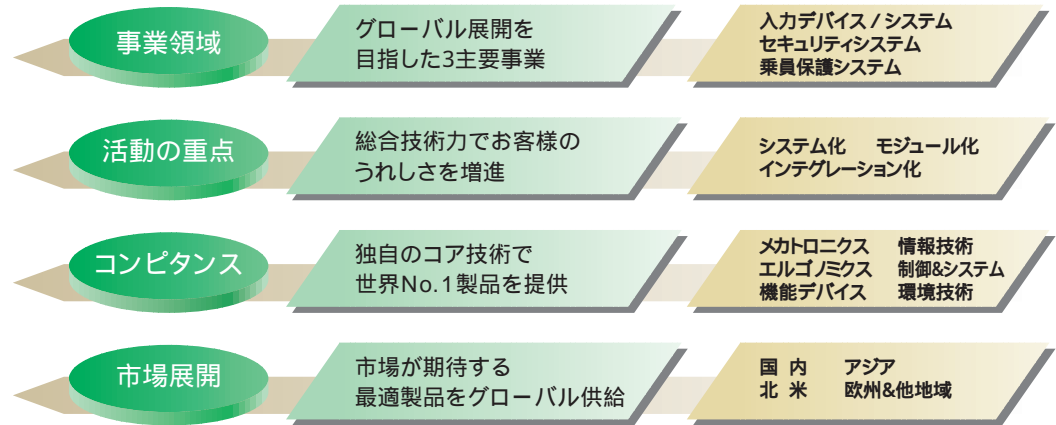 事業領域
グローバル展開を
目指した3主要事業
入力デバイス / システム
セキュリティシステム
乗員保護システム
活動の重点
総合技術力でお客様の
うれしさを増進
システム化 モジュール化
インテグレーション化
コンピタンス
独自のコア技術で
世界No.1製品を提供
メカトロニクス 情報技術
エルゴノミクス 制御&システム
機能デバイス 環境技術
市場展開
市場が期待する
最適製品をグローバル供給
国 内 アジア
北 米 欧州&他地域